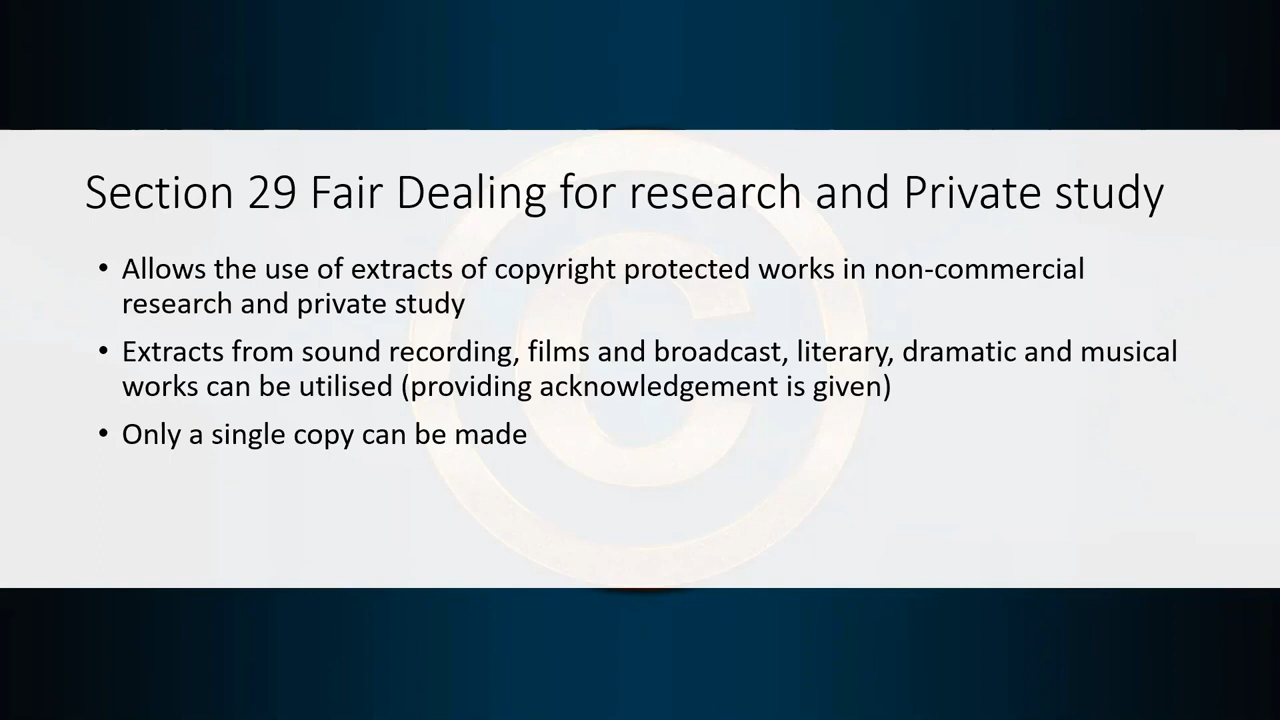 Section 29 Fair Dealing for research and Private study
• Allows the use of extracts of copyright protected works in non-commercial
research and private study
• Extracts from sound recording, films and broadcast, literary, dramatic and musical
works can be utilised (providing acknowledgement is given)
• Only a single copy can be made